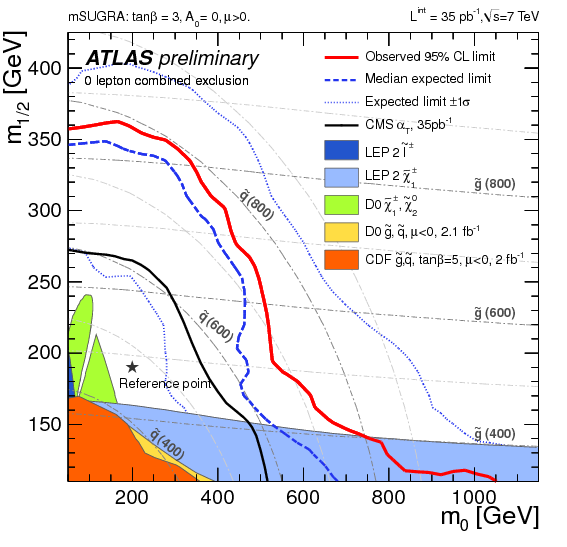 mSUGRA: tanβ = 3, A₀ = 0, μ>0.
L^int = 35 pb⁻¹, √s=7 TeV
m₁/₂ [GeV]
ATLAS preliminary
0 lepton combined exclusion
Observed 95% CL limit
Median expected limit
Expected limit ±1σ
CMS α_T, 35pb⁻¹
LEP 2 l̃^±
LEP 2 χ̃₁^±
D0 χ̃₁^±, χ̃₂⁰
D0 g̃, q̃, μ<0, 2.1 fb⁻¹
CDF g̃,q̃, tanβ=5, μ<0, 2 fb⁻¹
400
350
300
250
200
150
g̃ (800)
g̃ (600)
g̃ (400)
q̃ (800)
q̃ (600)
q̃ (400)
Reference point
200
400
600
800
1000
m₀ [GeV]